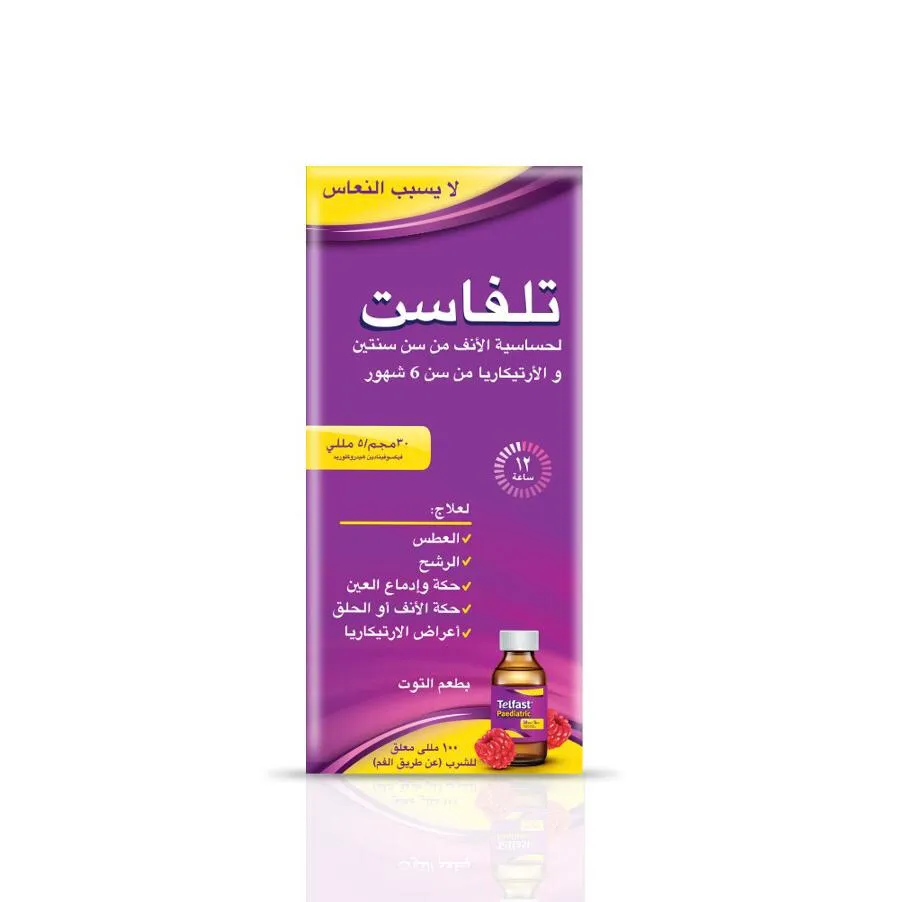 لا يسبب النعاس
تلفاست
لحساسية الأنف من سن سنتين
و الأرتيكاريا من سن 6 شهور
٣٠مجم/٥ مللي
فيكسوفينادين هيدروكلوريد
١٢
ساعة
لعلاج:
العطس
الرشح
حكة وإدماع العين
حكة الأنف أو الحلق
أعراض الارتيكاريا
بطعم التوت
Telfast
Paediatric
١٠٠ مللى معلق
للشرب (عن طريق الفم)